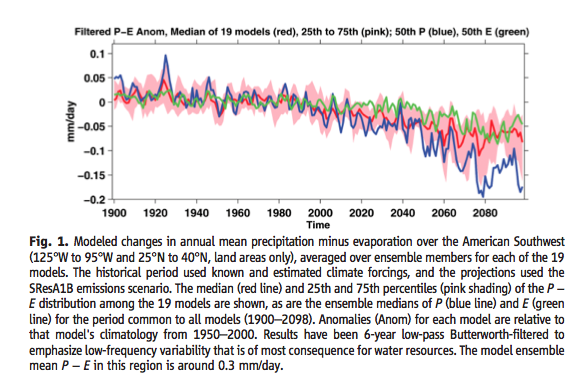 Filtered P–E Anom, Median of 19 models (red), 25th to 75th (pink); 50th P (blue), 50th E (green)
0.1
0.05
0
−0.05
−0.1
−0.15
−0.2
mm/day
1900 1920 1940 1960 1980 2000 2020 2040 2060 2080
Time
Fig. 1. Modeled changes in annual mean precipitation minus evaporation over the American Southwest
(125°W to 95°W and 25°N to 40°N, land areas only), averaged over ensemble members for each of the 19
models. The historical period used known and estimated climate forcings, and the projections used the
SResA1B emissions scenario. The median (red line) and 25th and 75th percentiles (pink shading) of the P –
E distribution among the 19 models are shown, as are the ensemble medians of P (blue line) and E (green
line) for the period common to all models (1900–2098). Anomalies (Anom) for each model are relative to
that model's climatology from 1950–2000. Results have been 6-year low-pass Butterworth-filtered to
emphasize low-frequency variability that is of most consequence for water resources. The model ensemble
mean P – E in this region is around 0.3 mm/day.